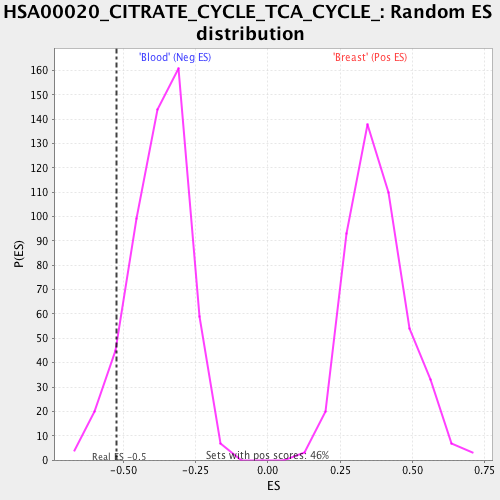 HSA00020_CITRATE_CYCLE_TCA_CYCLE_: Random ES
distribution
'Blood' (Neg ES)
'Breast' (Pos ES)
160
150
140
130
120
110
100
90
80
70
60
50
40
30
20
10
0
P(ES)
Real ES -0.5
Sets with pos scores: 46%
-0.50 -0.25 0.00 0.25 0.50 0.75
ES